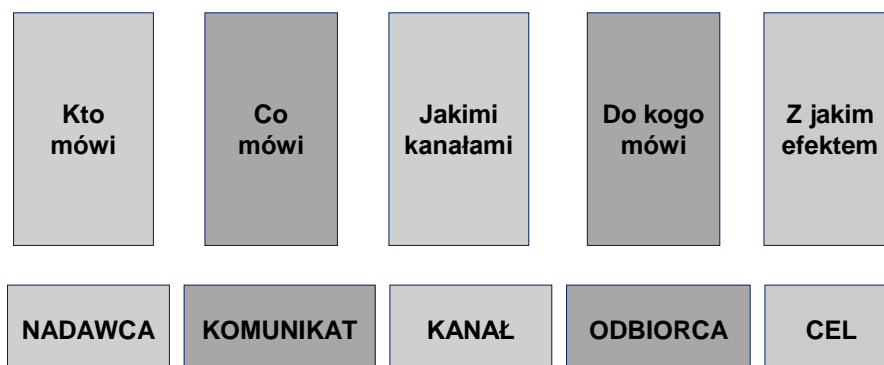 Kto
mówi
Co
mówi
Jakimi
kanałami
Do kogo
mówi
Z jakim
efektem
NADAWCA
KOMUNIKAT
KANAŁ
ODBIORCA
CEL